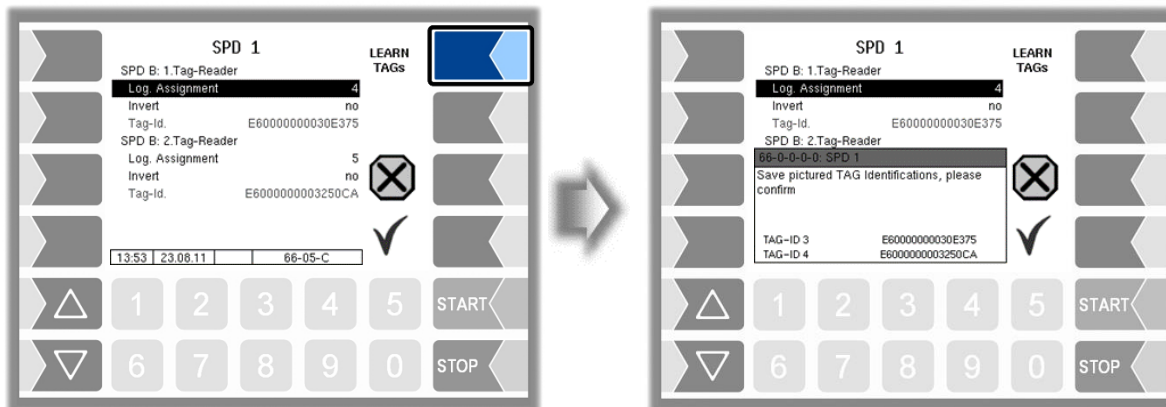 SPD 1
LEARN
TAGs
SPD B: 1.Tag-Reader
Log. Assignment 4
Invert no
Tag-Id. E60000000030E375
SPD B: 2.Tag-Reader
Log. Assignment 5
Invert no
Tag-Id. E6000000003250CA
13:53 23.08.11 66-05-C
1 2 3 4 5 START
6 7 8 9 0 STOP
SPD 1
LEARN
TAGs
SPD B: 1.Tag-Reader
Log. Assignment 4
Invert no
Tag-Id. E60000000030E375
SPD B: 2.Tag-Reader
66-0-0-0-0: SPD 1
Save pictured TAG Identifications, please
confirm
TAG-ID 3 E60000000030E375
TAG-ID 4 E6000000003250CA
1 2 3 4 5 START
6 7 8 9 0 STOP